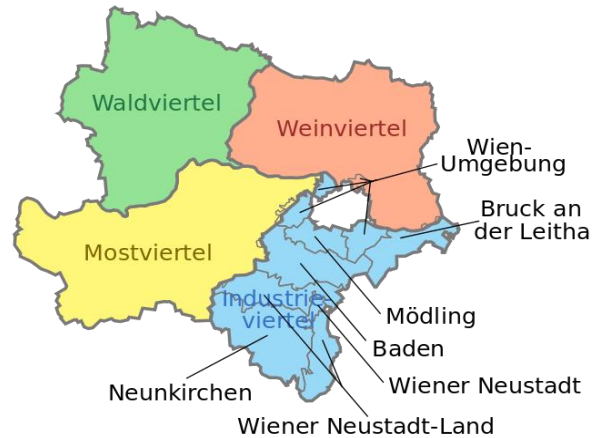 Waldviertel
Weinviertel
Wien-
Umgebung
Bruck an
der Leitha
Mostviertel
Industrie-
viertel
Mödling
Baden
Wiener Neustadt
Neunkirchen
Wiener Neustadt-Land